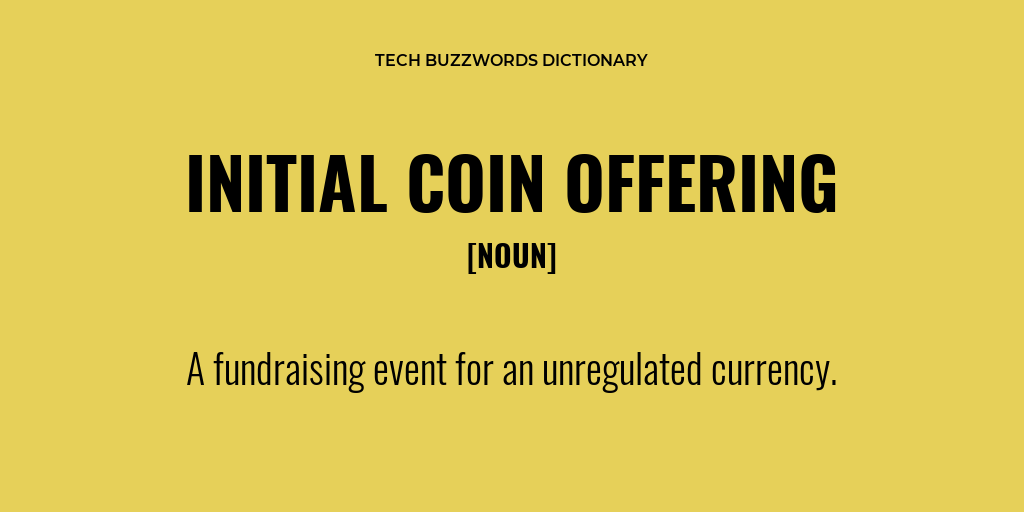 TECH BUZZWORDS DICTIONARY
INITIAL COIN OFFERING
[NOUN]
A fundraising event for an unregulated currency.